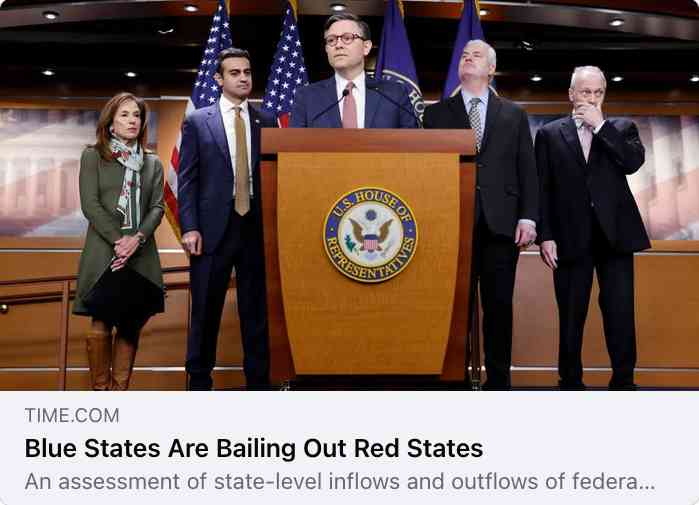 U.S. HOUSE OF
REPRESENTATIVES
TIME.COM
Blue States Are Bailing Out Red States
An assessment of state-level inflows and outflows of federa...